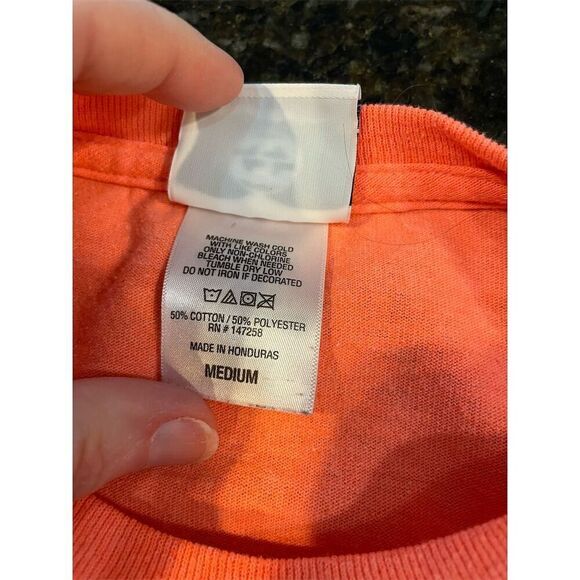 MACHINE WASH COLD
WITH LIKE COLORS
ONLY NON-CHLORINE
BLEACH WHEN NEEDED
TUMBLE DRY LOW
DO NOT IRON IF DECORATED
50% COTTON / 50% POLYESTER
RN # 147258
MADE IN HONDURAS
MEDIUM